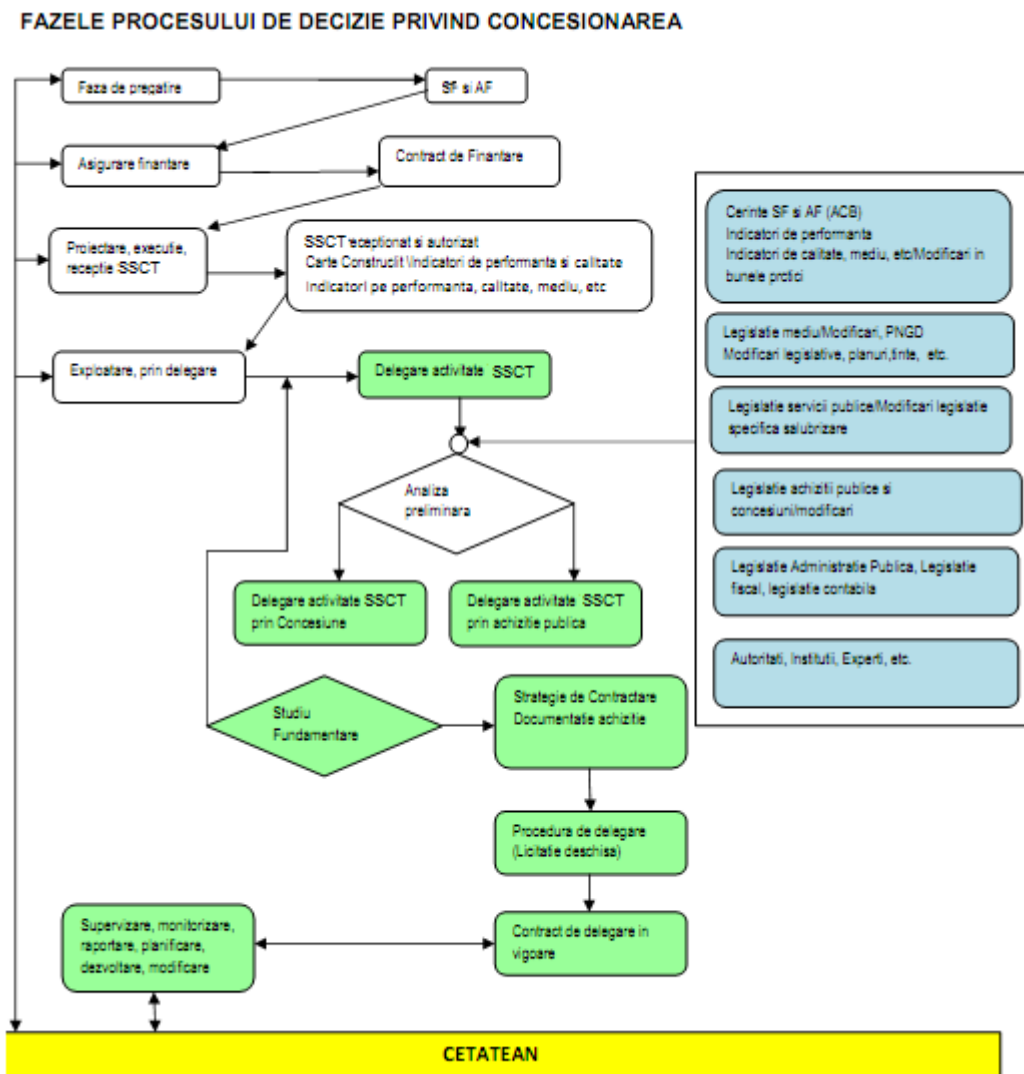 FAZELE PROCESULUI DE DECIZIE PRIVIND CONCESIONAREA
Faza de pregatire
SF si AF
Asigurare finantare
Contract de Finantare
Proiectare, executie,
receptie SSCT
SSCT receptionat si autorizat
Carte Construclit \Indicatori de performanta si calitate
Indicatori pe performanta, calitate, mediu, etc
Exploatare, prin delegare
Delegare activitate SSCT
Analiza
preliminara
Delegare activitate SSCT
prin Concesiune
Delegare activitate SSCT
prin achizitie publica
Studiu
Fundamentare
Strategie de Contractare
Documentatie achizitie
Procedura de delegare
(Licitatie deschisa)
Contract de delegare in
vigoare
Supervizare, monitorizare,
raportare, planificare,
dezvoltare, modificare
Cerinte SF si AF (ACB)
Indicatori de performanta
Indicatori de calitate, mediu, etc/Modificari in
bunele prctici
Legislatie mediu/Modificari, PNGD
Modificari legislative, planuri,tinte, etc.
Legislatie servicii publice/Modificari legislatie
specifica salubrizare
Legislatie achizitii publice si
concesiuni/modificari
Legislatie Administratie Publica, Legislatie
fiscal, legislatie contabila
Autoritati, Institutii, Experti, etc.
CETATEAN